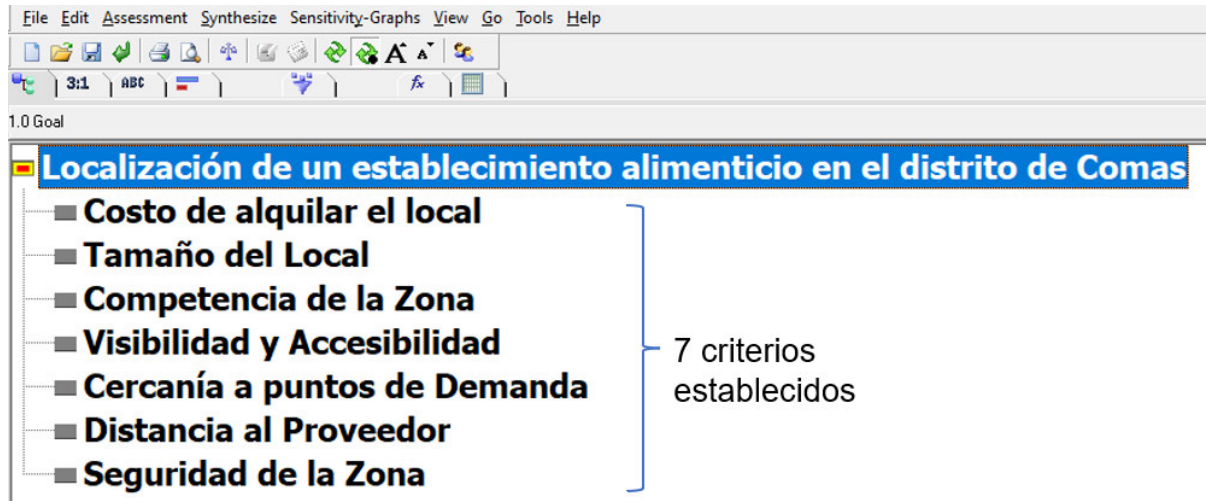 File Edit Assessment Synthesize Sensitivity-Graphs View Go Tools Help
3:1 ABC fx
1.0 Goal
Localización de un establecimiento alimenticio en el distrito de Comas
Costo de alquilar el local
Tamaño del Local
Competencia de la Zona
Visibilidad y Accesibilidad
Cercanía a puntos de Demanda
Distancia al Proveedor
Seguridad de la Zona
7 criterios
establecidos